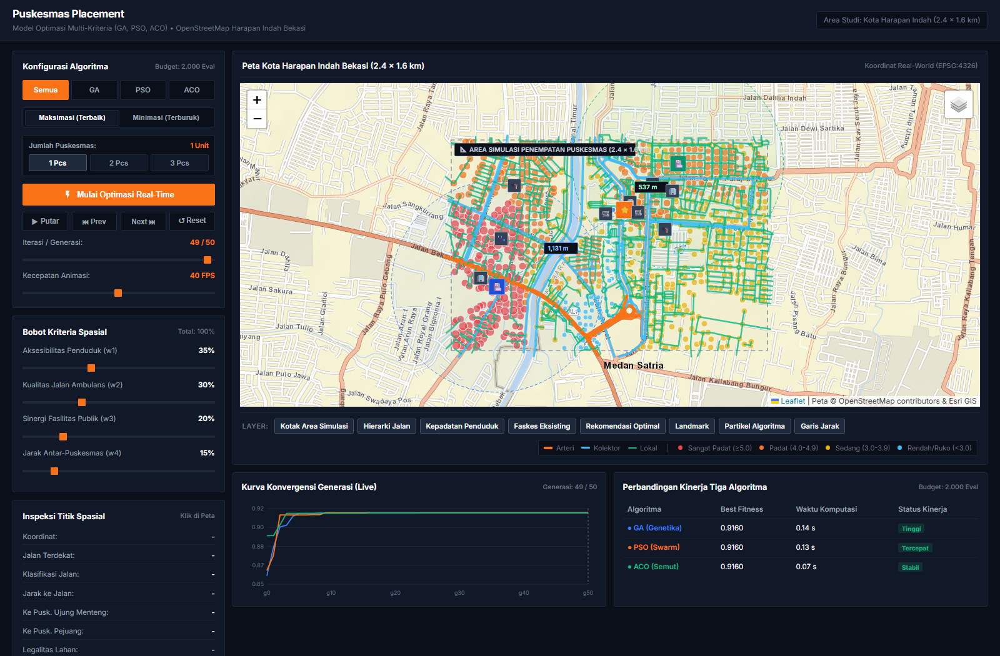 Puskesmas Placement
Model Optimasi Multi-Kriteria (GA, PSO, ACO) • OpenStreetMap Harapan Indah Bekasi
Area Studi: Kota Harapan Indah (2.4 × 1.6 km)
Konfigurasi Algoritma
Budget: 2.000 Eval
Semua
GA
PSO
ACO
Maksimasi (Terbaik)
Minimasi (Terburuk)
Jumlah Puskesmas:
1 Unit
1 Pcs
2 Pcs
3 Pcs
Mulai Optimasi Real-Time
Putar
Prev
Next
Reset
Iterasi / Generasi:
49 / 50
Kecepatan Animasi:
40 FPS
Bobot Kriteria Spasial
Total: 100%
Aksesibilitas Penduduk (w1)
35%
Kualitas Jalan Ambulans (w2)
30%
Sinergi Fasilitas Publik (w3)
20%
Jarak Antar-Puskesmas (w4)
15%
Inspeksi Titik Spasial
Klik di Peta
Koordinat:
-
Jalan Terdekat:
-
Klasifikasi Jalan:
-
Jarak ke Jalan:
-
Ke Pusk. Ujung Menteng:
-
Ke Pusk. Pejuang:
-
Legalitas Lahan:
-
Peta Kota Harapan Indah Bekasi (2.4 × 1.6 km)
Koordinat Real-World (EPSG:4326)
+
−
AREA SIMULASI PENEMPATAN PUSKESMAS (2.4 × 1.6
Jalan Dahlia Indah
Jalan Dewi Sartika
Jalan Kav Serut Jaya
Jalan Raya
Jalan Sangkuriang
537 m
1,131 m
Jalan Humar
Jalan Bima
Jalan Raya Bungur
Jalan Raya Kaliabang Tengah
Jalan Dahlia
Jalan Raya Pulo Gebang
Jalan Sakura
Jalan Gladiol
Jalan Tulip
Jalan Arun 1
Jalan Arun Raya
Jalan Royal Grand
Jalan Bignonia I
Jalan Pisang Batu
Jalan Pulo Jawa
Medan Satria
Jalan Kaliabang Bungur
Jalan Swadaya Pos
Leaflet | Peta © OpenStreetMap contributors & Esri GIS
LAYER:
Kotak Area Simulasi
Hierarki Jalan
Kepadatan Penduduk
Faskes Eksisting
Rekomendasi Optimal
Landmark
Partikel Algoritma
Garis Jarak
Arteri
Kolektor
Lokal
Sangat Padat (≥5.0)
Padat (4.0-4.9)
Sedang (3.0-3.9)
Rendah/Ruko (<3.0)
Kurva Konvergensi Generasi (Live)
Generasi: 49 / 50
0.92
0.90
0.88
0.87
0.85
g0
g10
g20
g30
g40
g50
Perbandingan Kinerja Tiga Algoritma
Budget: 2.000 Eval
Algoritma
Best Fitness
Waktu Komputasi
Status Kinerja
GA (Genetika)
0.9160
0.14 s
Tinggi
PSO (Swarm)
0.9160
0.13 s
Tercepat
ACO (Semut)
0.9160
0.07 s
Stabil